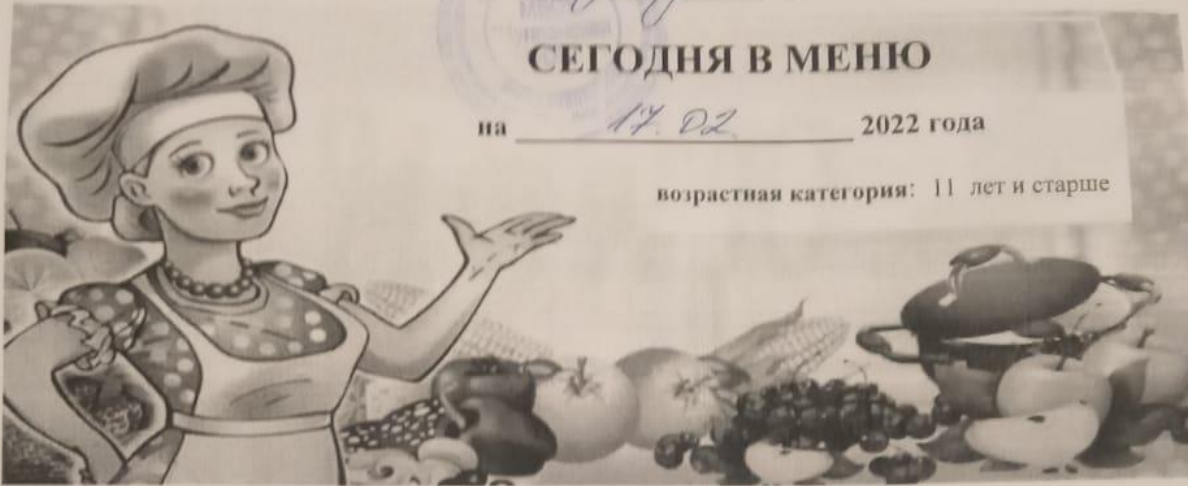 СЕГОДНЯ В МЕНЮ
на 17.02 2022 года
возрастная категория: 11 лет и старше